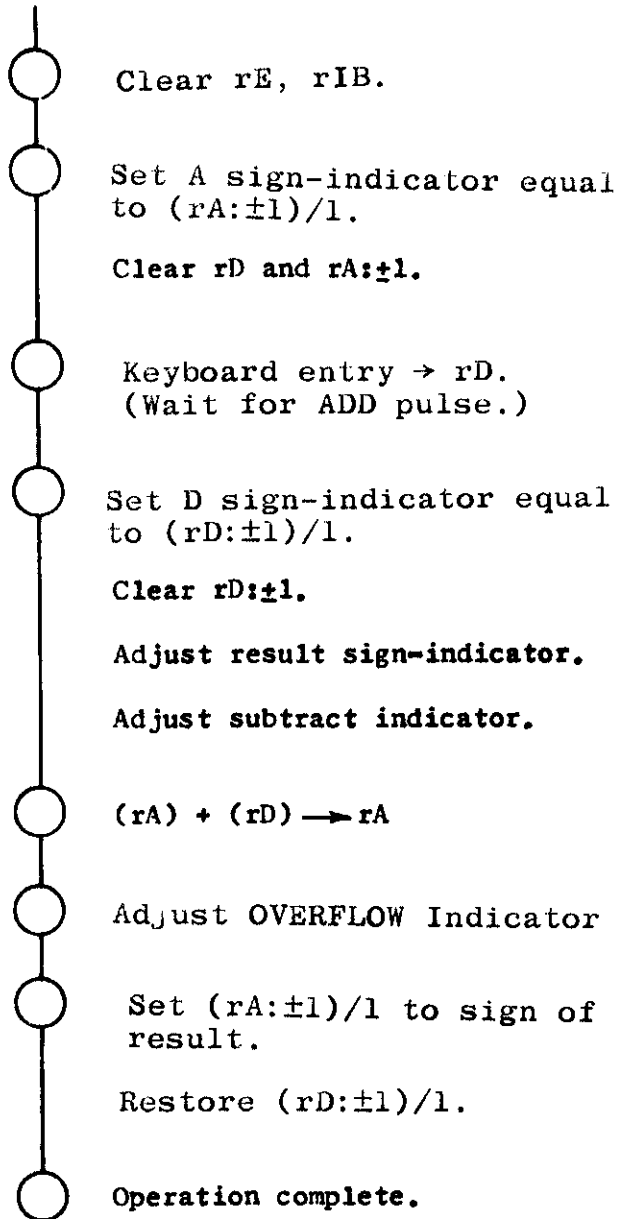 Clear rE, rIB.
Set A sign-indicator equal
to (rA:±1)/1.
Clear rD and rA:±1.
Keyboard entry → rD.
(Wait for ADD pulse.)
Set D sign-indicator equal
to (rD:±1)/1.
Clear rD:±1.
Adjust result sign-indicator.
Adjust subtract indicator.
(rA) + (rD) → rA
Adjust OVERFLOW Indicator
Set (rA:±1)/1 to sign of
result.
Restore (rD:±1)/1.
Operation complete.